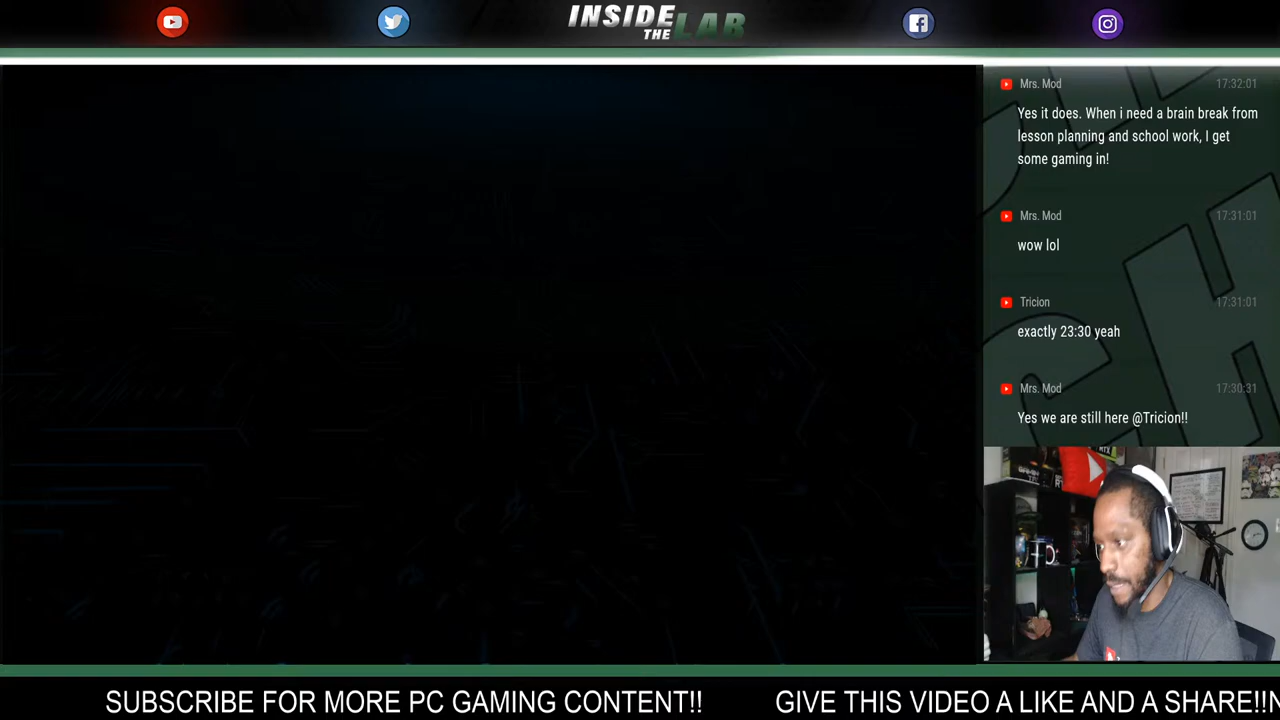 INSIDE
THE LAB
Mrs. Mod 17:32:01
Yes it does. When i need a brain break from
lesson planning and school work, I get
some gaming in!
Mrs. Mod 17:31:01
wow lol
Tricion 17:31:01
exactly 23:30 yeah
Mrs. Mod 17:30:31
Yes we are still here @Tricion!!
SUBSCRIBE FOR MORE PC GAMING CONTENT!! GIVE THIS VIDEO A LIKE AND A SHARE!!N